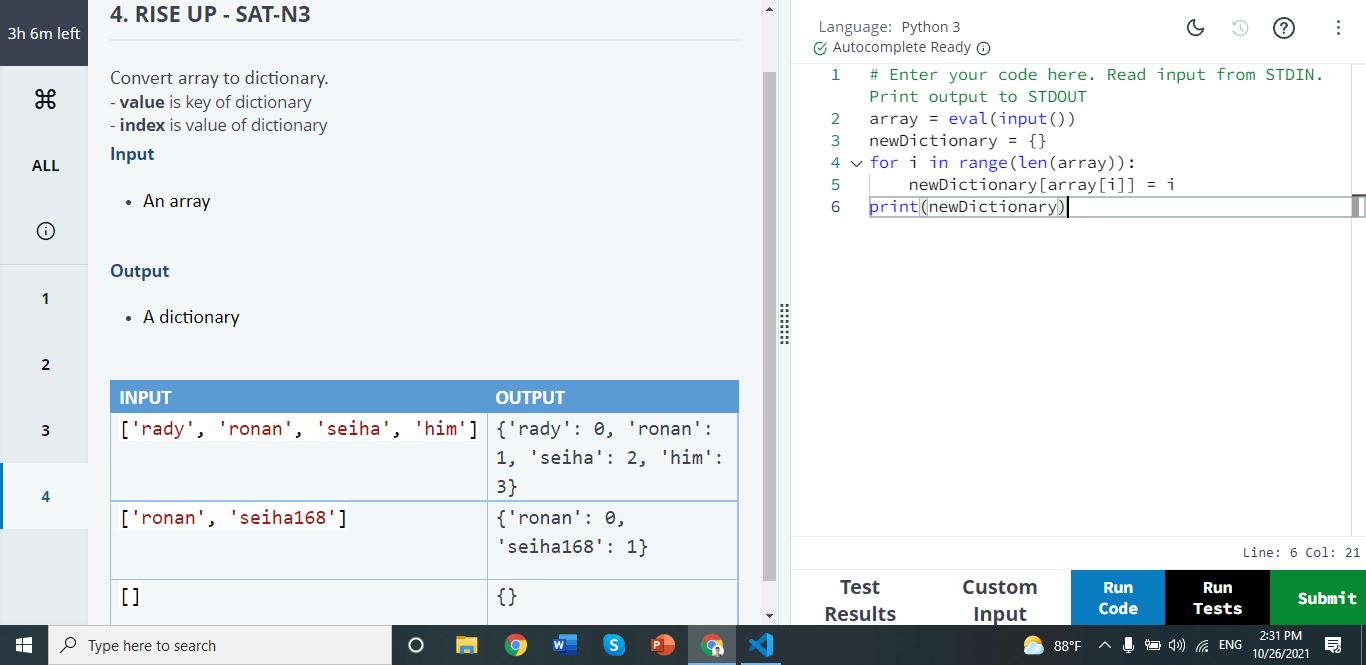 3h 6m left
ALL
1
2
3
4
4. RISE UP - SAT-N3
Convert array to dictionary.
- value is key of dictionary
- index is value of dictionary
Input
• An array
Output
• A dictionary
INPUT OUTPUT
['rady', 'ronan', 'seiha', 'him'] {'rady': 0, 'ronan':
1, 'seiha': 2, 'him':
3}
['ronan', 'seiha168'] {'ronan': 0,
'seiha168': 1}
[] {}
Language: Python 3
Autocomplete Ready
1 # Enter your code here. Read input from STDIN.
Print output to STDOUT
2 array = eval(input())
3 newDictionary = {}
4 for i in range(len(array)):
5 newDictionary[array[i]] = i
6 print(newDictionary)
Line: 6 Col: 21
Test
Results
Custom
Input
Run
Code
Run
Tests
Submit
Type here to search
88°F
ENG
2:31 PM
10/26/2021